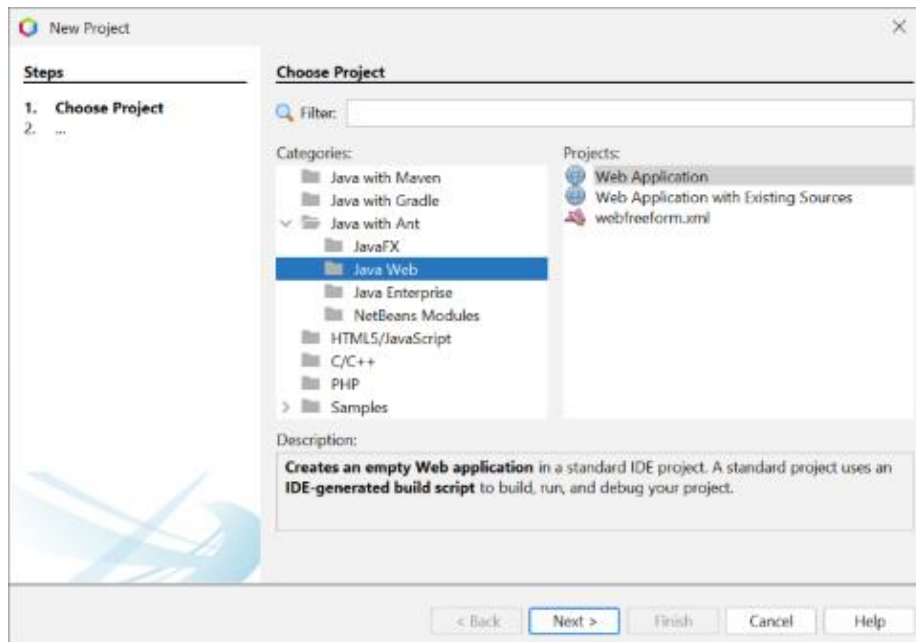 New Project
Steps
1. Choose Project
2. ...
Choose Project
Filter:
Categories:
Java with Maven
Java with Gradle
Java with Ant
JavaFX
Java Web
Java Enterprise
NetBeans Modules
HTML5/JavaScript
C/C++
PHP
Samples
Projects:
Web Application
Web Application with Existing Sources
webfreeform.xml
Description:
Creates an empty Web application in a standard IDE project. A standard project uses an
IDE-generated build script to build, run, and debug your project.
< Back Next > Finish Cancel Help